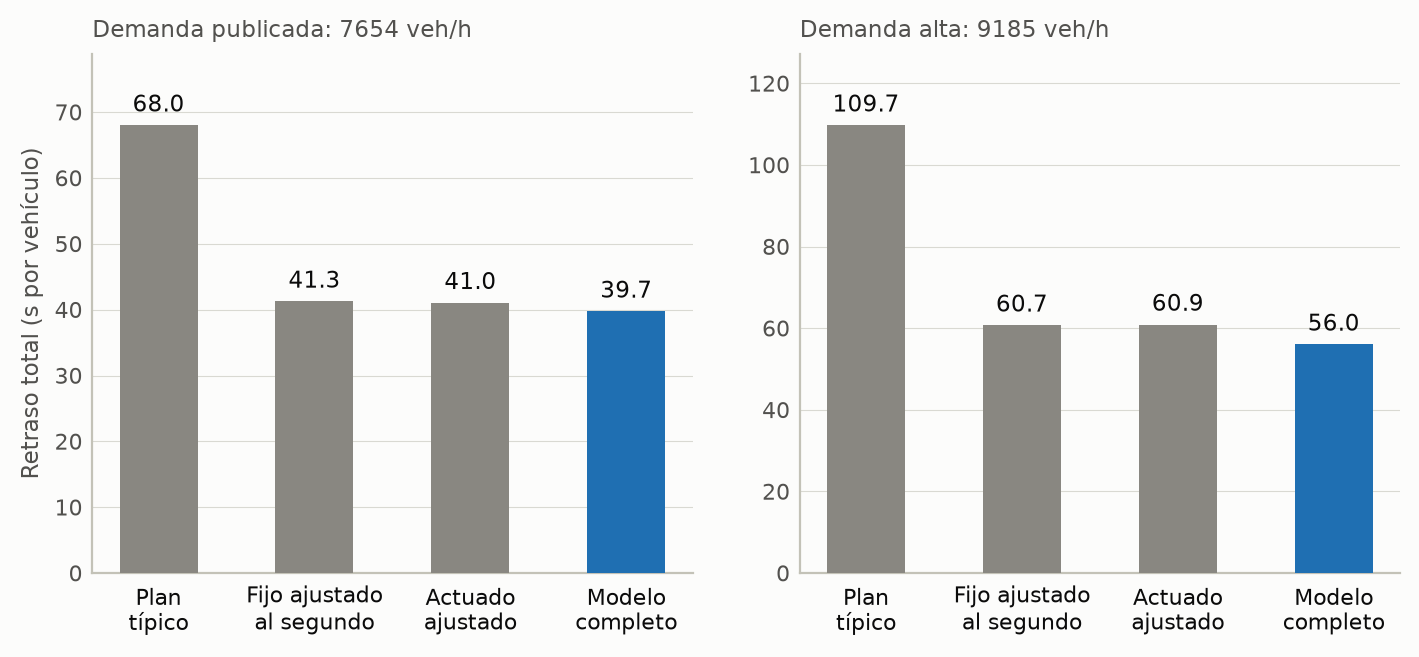 Demanda publicada: 7654 veh/h
Retraso total (s por vehículo)
70
60
50
40
30
20
10
0
68.0
41.3
41.0
39.7
Plan
típico
Fijo ajustado
al segundo
Actuado
ajustado
Modelo
completo
Demanda alta: 9185 veh/h
120
100
80
60
40
20
0
109.7
60.7
60.9
56.0
Plan
típico
Fijo ajustado
al segundo
Actuado
ajustado
Modelo
completo